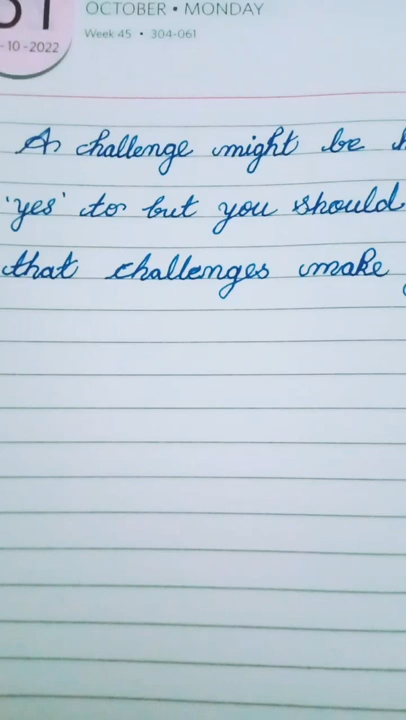 31
OCTOBER • MONDAY
-10-2022
Week 45 • 304-061
A challenge might be
'yes' to but you should
that challenges make